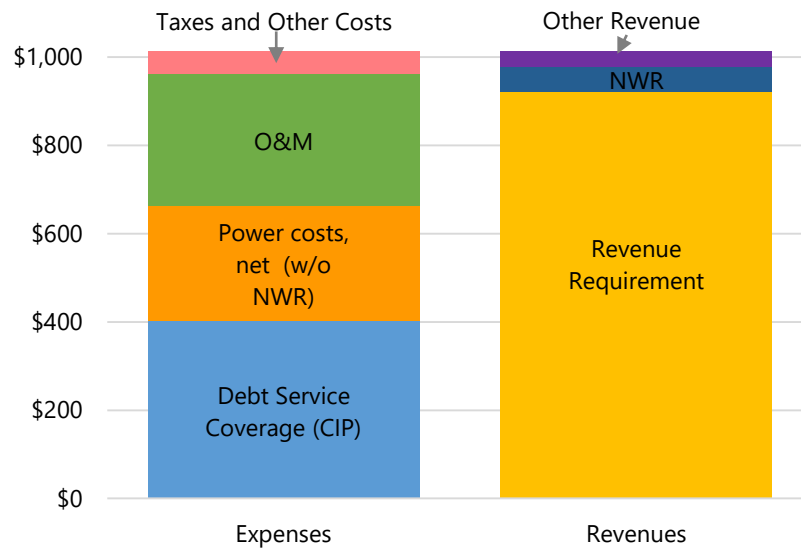 Taxes and Other Costs
Other Revenue
$1,000
$800
$600
$400
$200
$0
O&M
Power costs,
net (w/o
NWR)
Debt Service
Coverage (CIP)
NWR
Revenue
Requirement
Expenses
Revenues